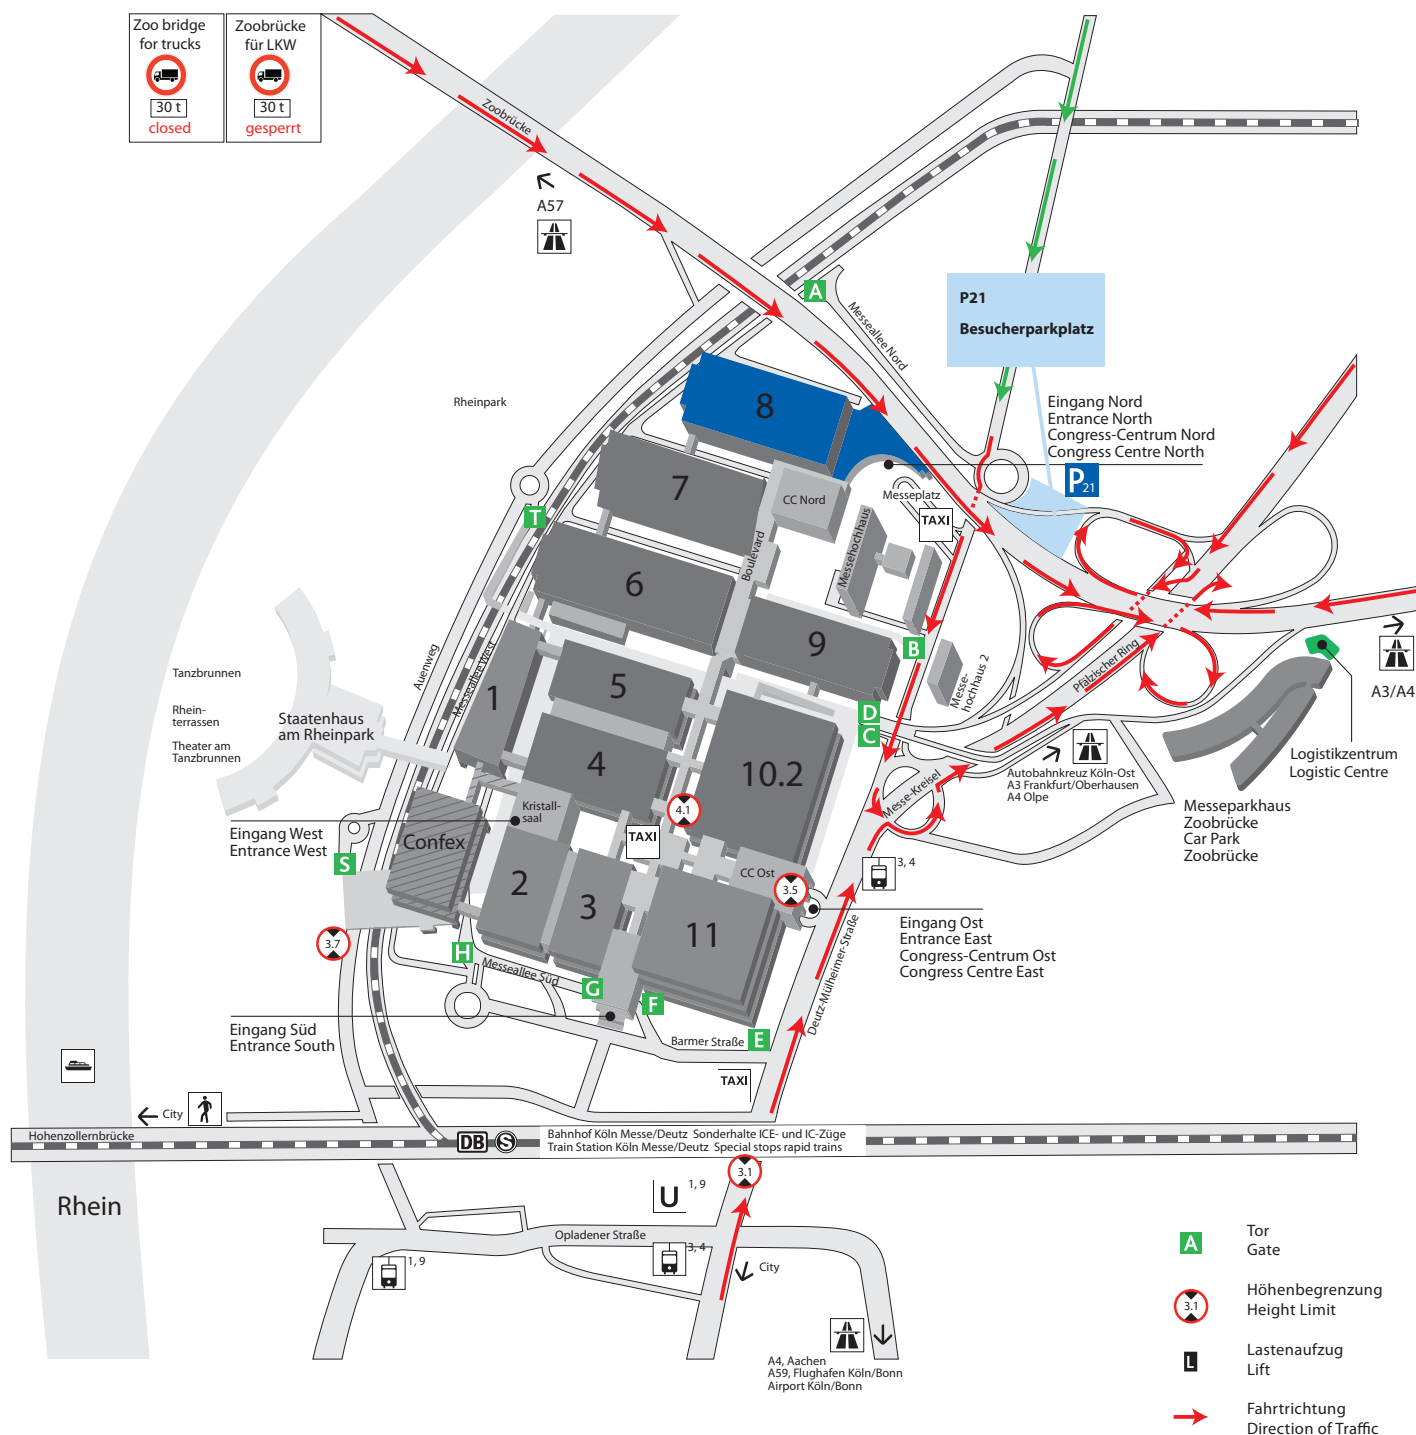 Zoo bridge
for trucks
30 t
closed
Zoobrücke
für LKW
30 t
gesperrt
Zoobrücke
A57
A
Messeallee Nord
P21
Besucherparkplatz
Rheinpark
8
Eingang Nord
Entrance North
Congress-Centrum Nord
Congress Centre North
P21
7
CC Nord
Messeplatz
TAXI
T
Boulevard
Messehochhaus
6
9
B
Messe-
hochhaus 2
Pfälzischer Ring
A3/A4
Auenweg
Messeallee West
1
5
Tanzbrunnen
Rhein-
terrassen
Theater am
Tanzbrunnen
Staatenhaus
am Rheinpark
D
C
4
10.2
Autobahnkreuz Köln-Ost
A3 Frankfurt/Oberhausen
A4 Olpe
Logistikzentrum
Logistic Centre
Messe-Kreisel
Messeparkhaus
Zoobrücke
Car Park
Zoobrücke
Kristall-
saal
4.1
TAXI
Eingang West
Entrance West
Confex
S
2
3
CC Ost
3.5
3, 4
11
Eingang Ost
Entrance East
Congress-Centrum Ost
Congress Centre East
3.7
H
Messeallee Süd
G
F
E
Deutz-Mülheimer-Straße
Eingang Süd
Entrance South
Barmer Straße
TAXI
City
Hohenzollernbrücke
DB
S
Bahnhof Köln Messe/Deutz Sonderhalte ICE- und IC-Züge
Train Station Köln Messe/Deutz Special stops rapid trains
3.1
U
1, 9
Rhein
Opladener Straße
1, 9
3, 4
City
A4, Aachen
A59, Flughafen Köln/Bonn
Airport Köln/Bonn
A
Tor
Gate
3.1
Höhenbegrenzung
Height Limit
L
Lastenaufzug
Lift
Fahrtrichtung
Direction of Traffic